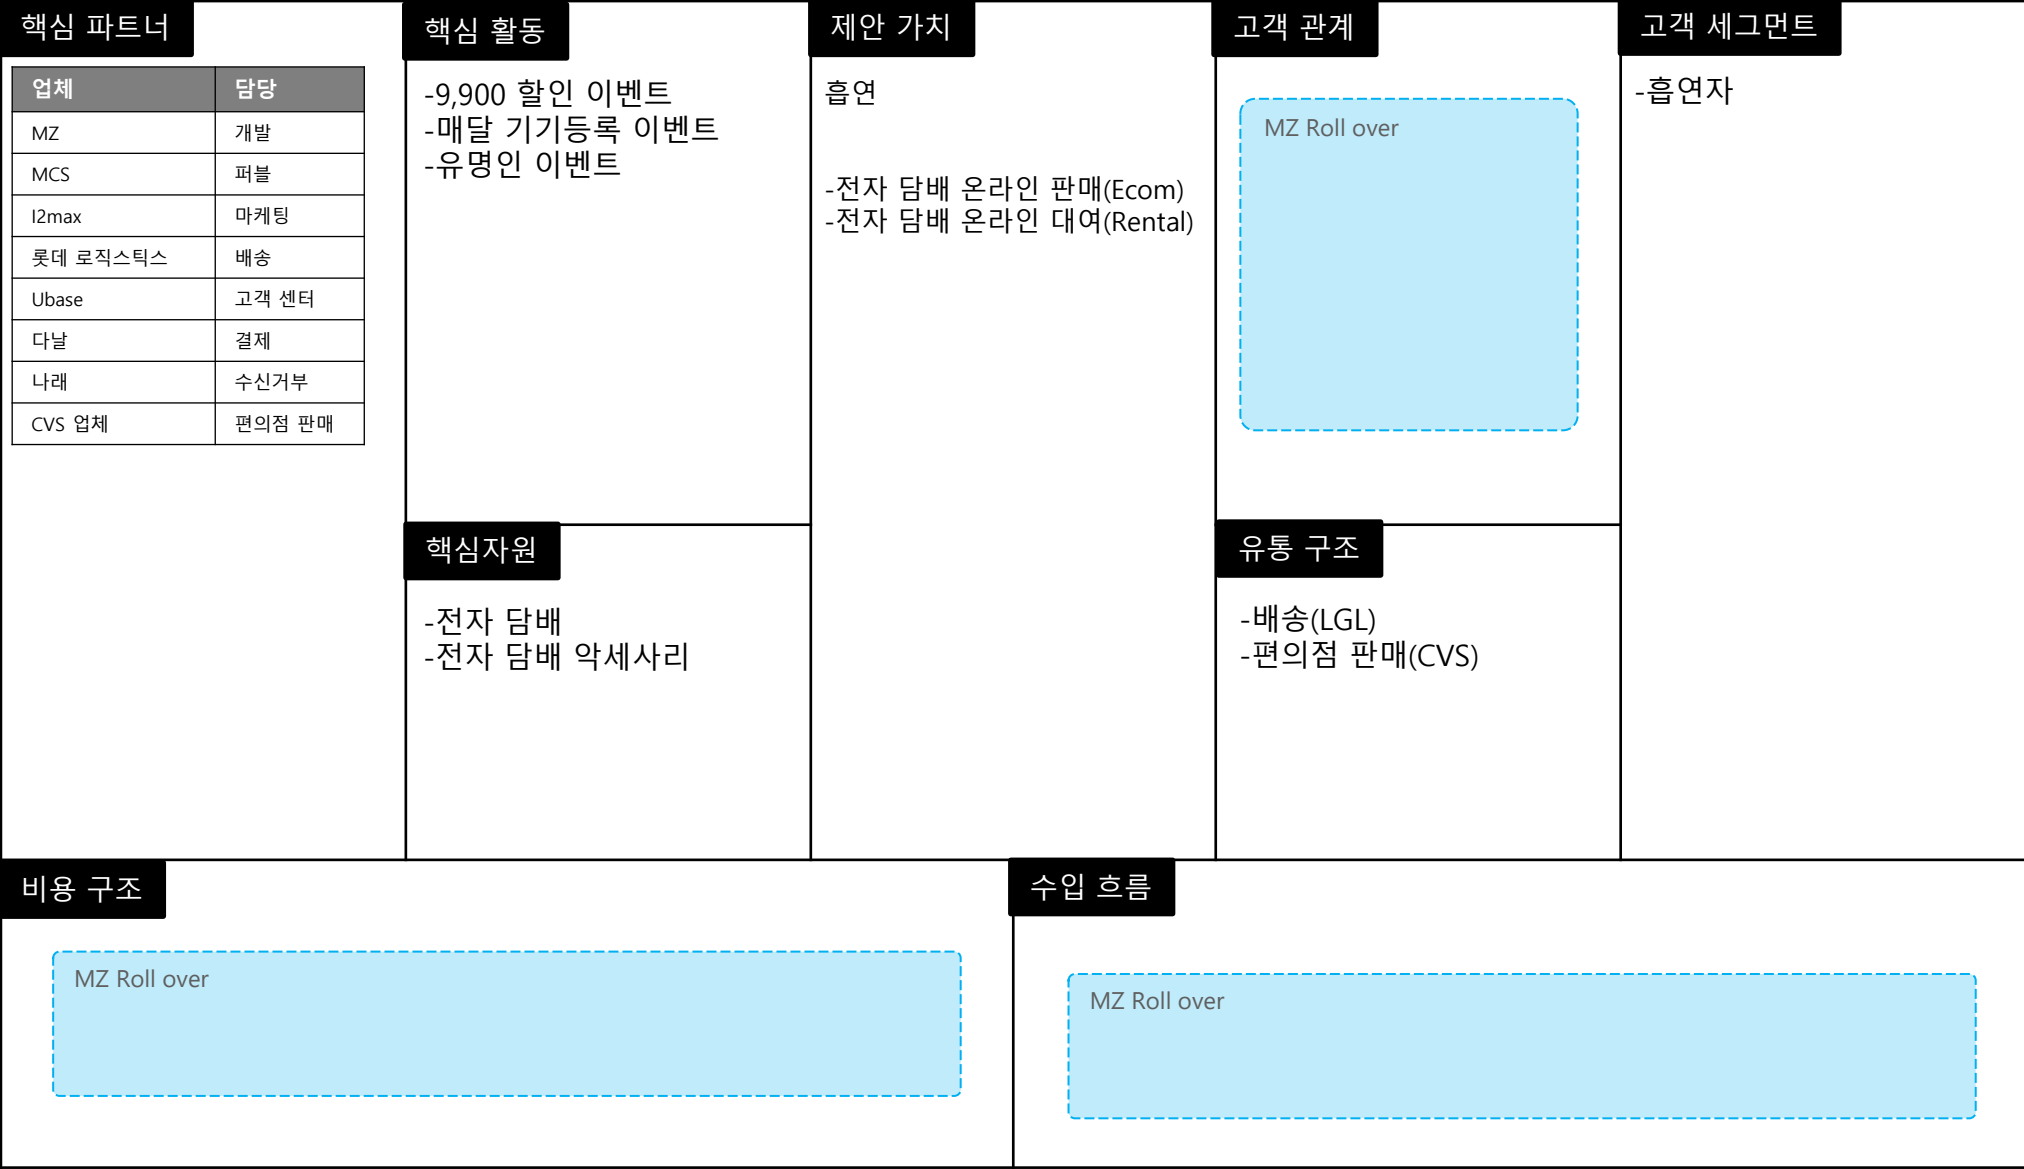 핵심 파트너
업체 담당
MZ 개발
MCS 퍼블
I2max 마케팅
롯데 로직스틱스 배송
Ubase 고객 센터
다날 결제
나래 수신거부
CVS 업체 편의점 판매
핵심 활동
-9,900 할인 이벤트
-매달 기기등록 이벤트
-유명인 이벤트
핵심자원
-전자 담배
-전자 담배 악세사리
제안 가치
흡연
-전자 담배 온라인 판매(Ecom)
-전자 담배 온라인 대여(Rental)
고객 관계
MZ Roll over
유통 구조
-배송(LGL)
-편의점 판매(CVS)
고객 세그먼트
-흡연자
비용 구조
MZ Roll over
수입 흐름
MZ Roll over